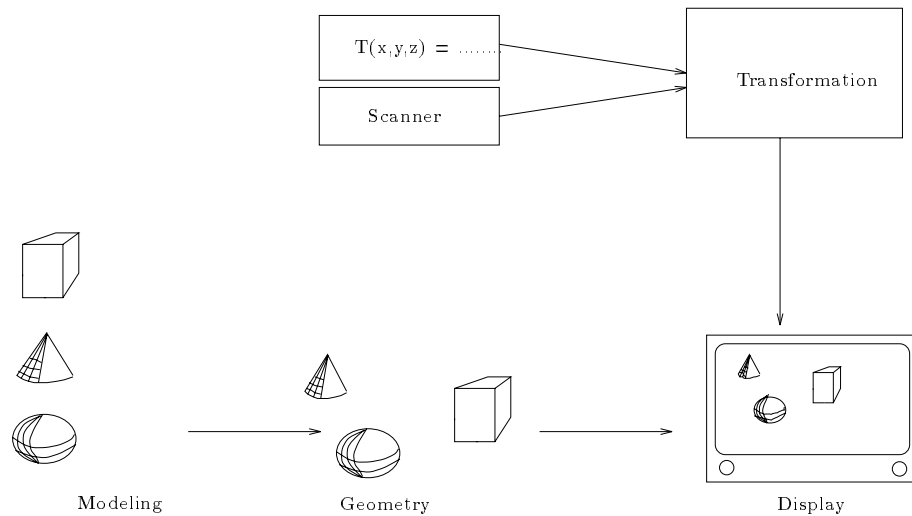 T(x,y,z) = ........
Transformation
Scanner
Modeling
Geometry
Display